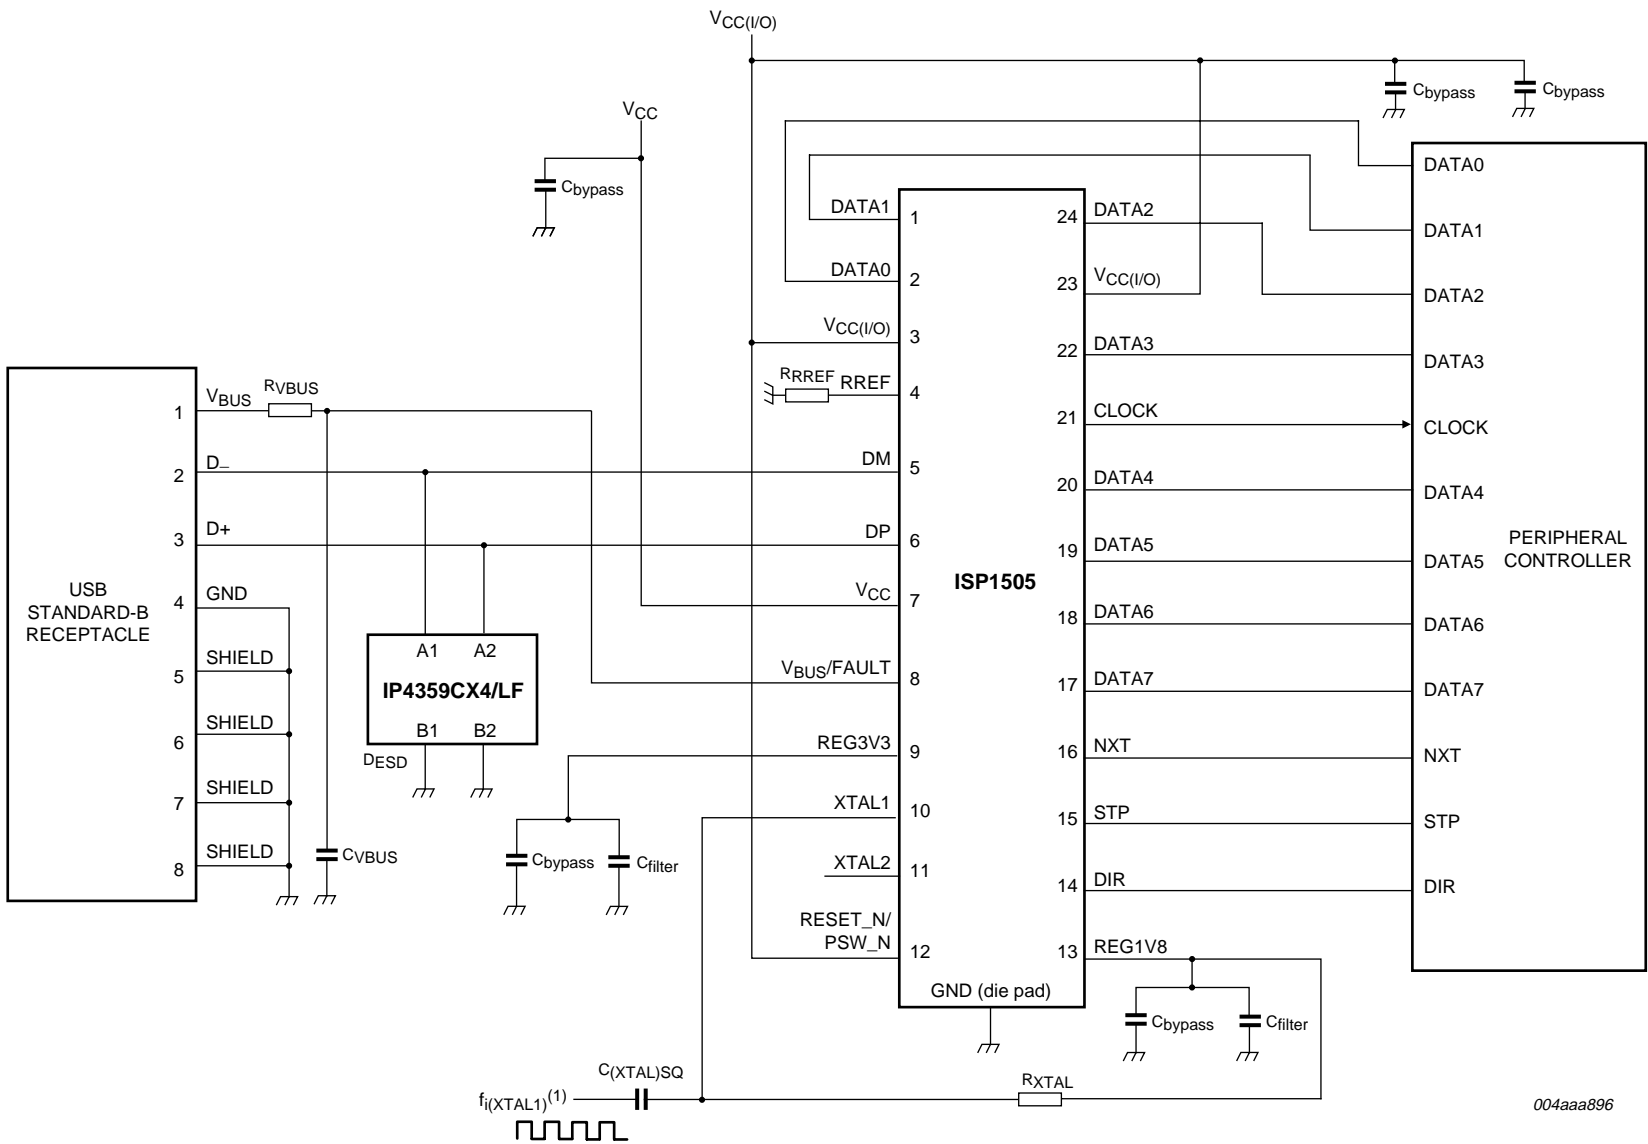 VCC(I/O)
Cbypass
Cbypass
VCC
Cbypass
USB
STANDARD-B
RECEPTACLE
1
VBUS
RVBUS
2
D–
3
D+
4
GND
5
SHIELD
6
SHIELD
7
SHIELD
8
SHIELD
CVBUS
A1
A2
IP4359CX4/LF
B1
B2
DESD
Cbypass
Cfilter
DATA1
1
DATA0
2
VCC(I/O)
3
RRREF
RREF
4
DM
5
DP
6
VCC
7
VBUS/FAULT
8
REG3V3
9
XTAL1
10
XTAL2
11
RESET_N/
PSW_N
12
ISP1505
GND (die pad)
24
DATA2
23
VCC(I/O)
22
DATA3
21
CLOCK
20
DATA4
19
DATA5
18
DATA6
17
DATA7
16
NXT
15
STP
14
DIR
13
REG1V8
Cbypass
Cfilter
DATA0
DATA1
DATA2
DATA3
CLOCK
DATA4
DATA5
DATA6
DATA7
NXT
STP
DIR
PERIPHERAL
CONTROLLER
C(XTAL)SQ
fi(XTAL1)(1)
RXTAL
004aaa896